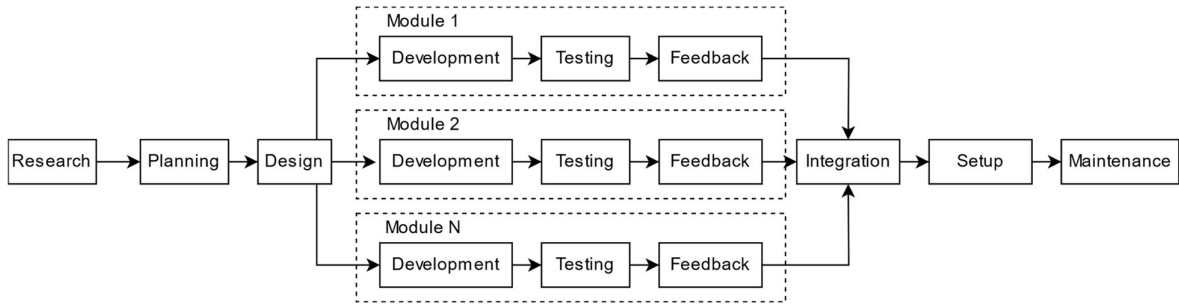 Module 1
Development Testing Feedback
Module 2
Research Planning Design Development Testing Feedback Integration Setup Maintenance
Module N
Development Testing Feedback